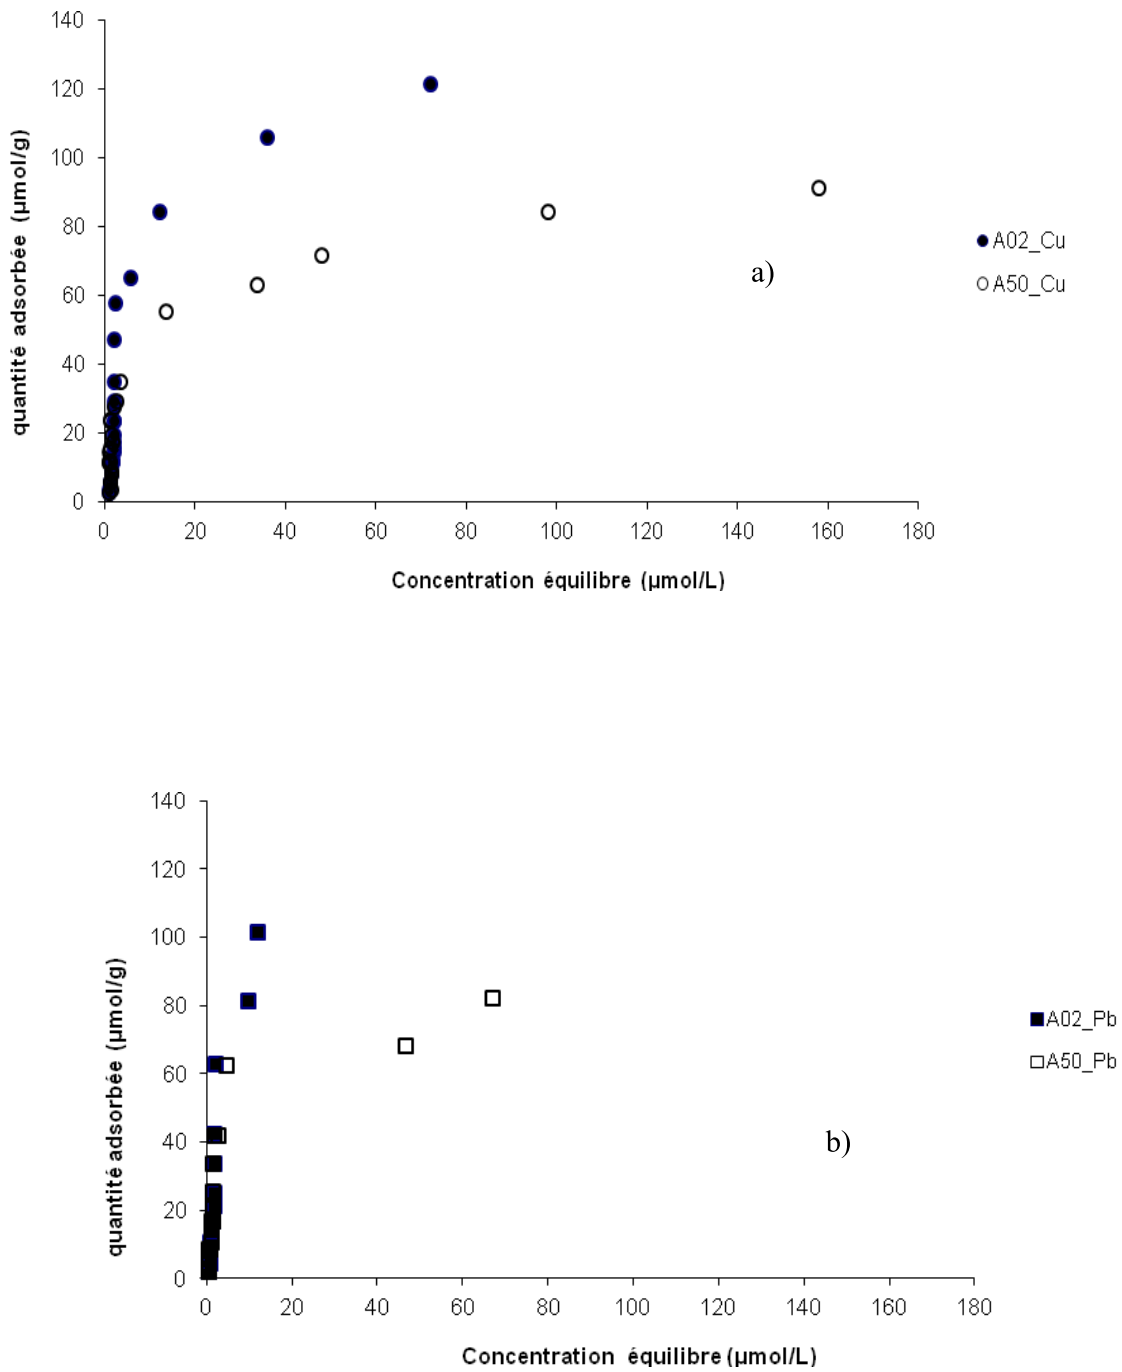 140
120
100
80
60
40
20
0
quantité adsorbée (µmol/g)
0 20 40 60 80 100 120 140 160 180
Concentration équilibre (µmol/L)
A02_Cu
A50_Cu
a)
140
120
100
80
60
40
20
0
quantité adsorbée (µmol/g)
0 20 40 60 80 100 120 140 160 180
Concentration équilibre (µmol/L)
A02_Pb
A50_Pb
b)